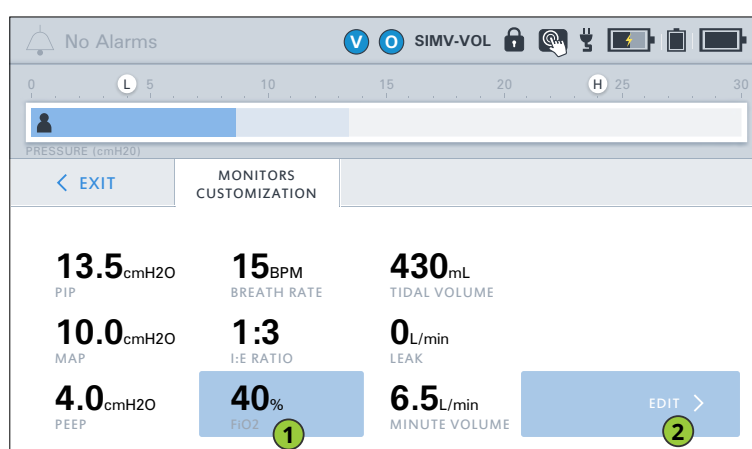 No Alarms V O SIMV-VOL
0 L 5 10 15 20 H 25 30
PRESSURE (cmH20)
EXIT
MONITORS
CUSTOMIZATION
13.5cmH2O 15BPM 430mL
PIP BREATH RATE TIDAL VOLUME
10.0cmH2O 1:3 0L/min
MAP I:E RATIO LEAK
4.0cmH2O 40% 6.5L/min EDIT
PEEP FiO2 1 MINUTE VOLUME 2